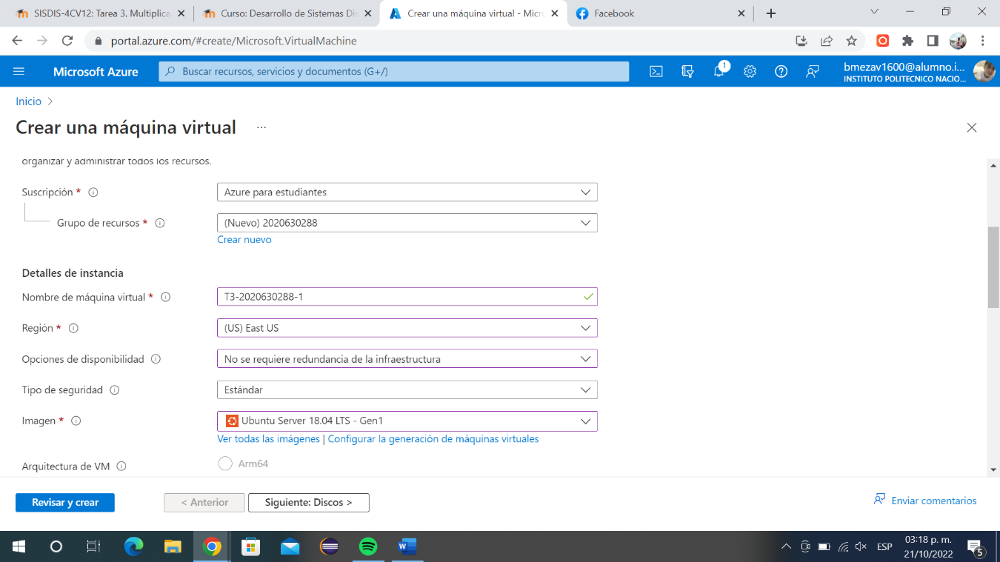 SISDIS-4CV12: Tarea 3. Multiplica
Curso: Desarrollo de Sistemas Dis
Crear una máquina virtual - Micro
Facebook
portal.azure.com/#create/Microsoft.VirtualMachine
Microsoft Azure
Buscar recursos, servicios y documentos (G+/)
1
bmezav1600@alumno.i...
INSTITUTO POLITECNICO NACIO...
Inicio
Crear una máquina virtual
...
organizar y administrar todos los recursos.
Suscripción *
Azure para estudiantes
Grupo de recursos *
(Nuevo) 2020630288
Crear nuevo
Detalles de instancia
Nombre de máquina virtual *
T3-2020630288-1
Región *
(US) East US
Opciones de disponibilidad
No se requiere redundancia de la infraestructura
Tipo de seguridad
Estándar
Imagen *
Ubuntu Server 18.04 LTS - Gen1
Ver todas las imágenes | Configurar la generación de máquinas virtuales
Arquitectura de VM
Arm64
Revisar y crear
< Anterior
Siguiente: Discos >
Enviar comentarios
ESP
03:18 p. m.
21/10/2022
5